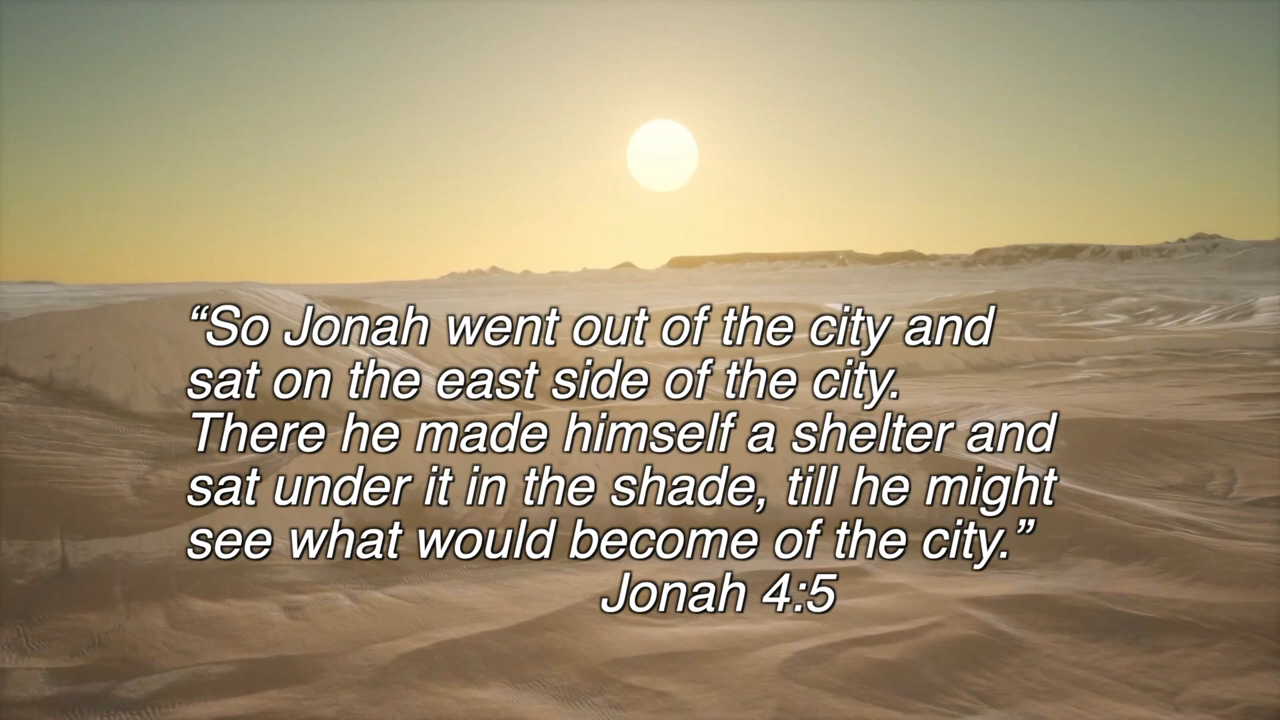 “So Jonah went out of the city and
sat on the east side of the city.
There he made himself a shelter and
sat under it in the shade, till he might
see what would become of the city.”
Jonah 4:5